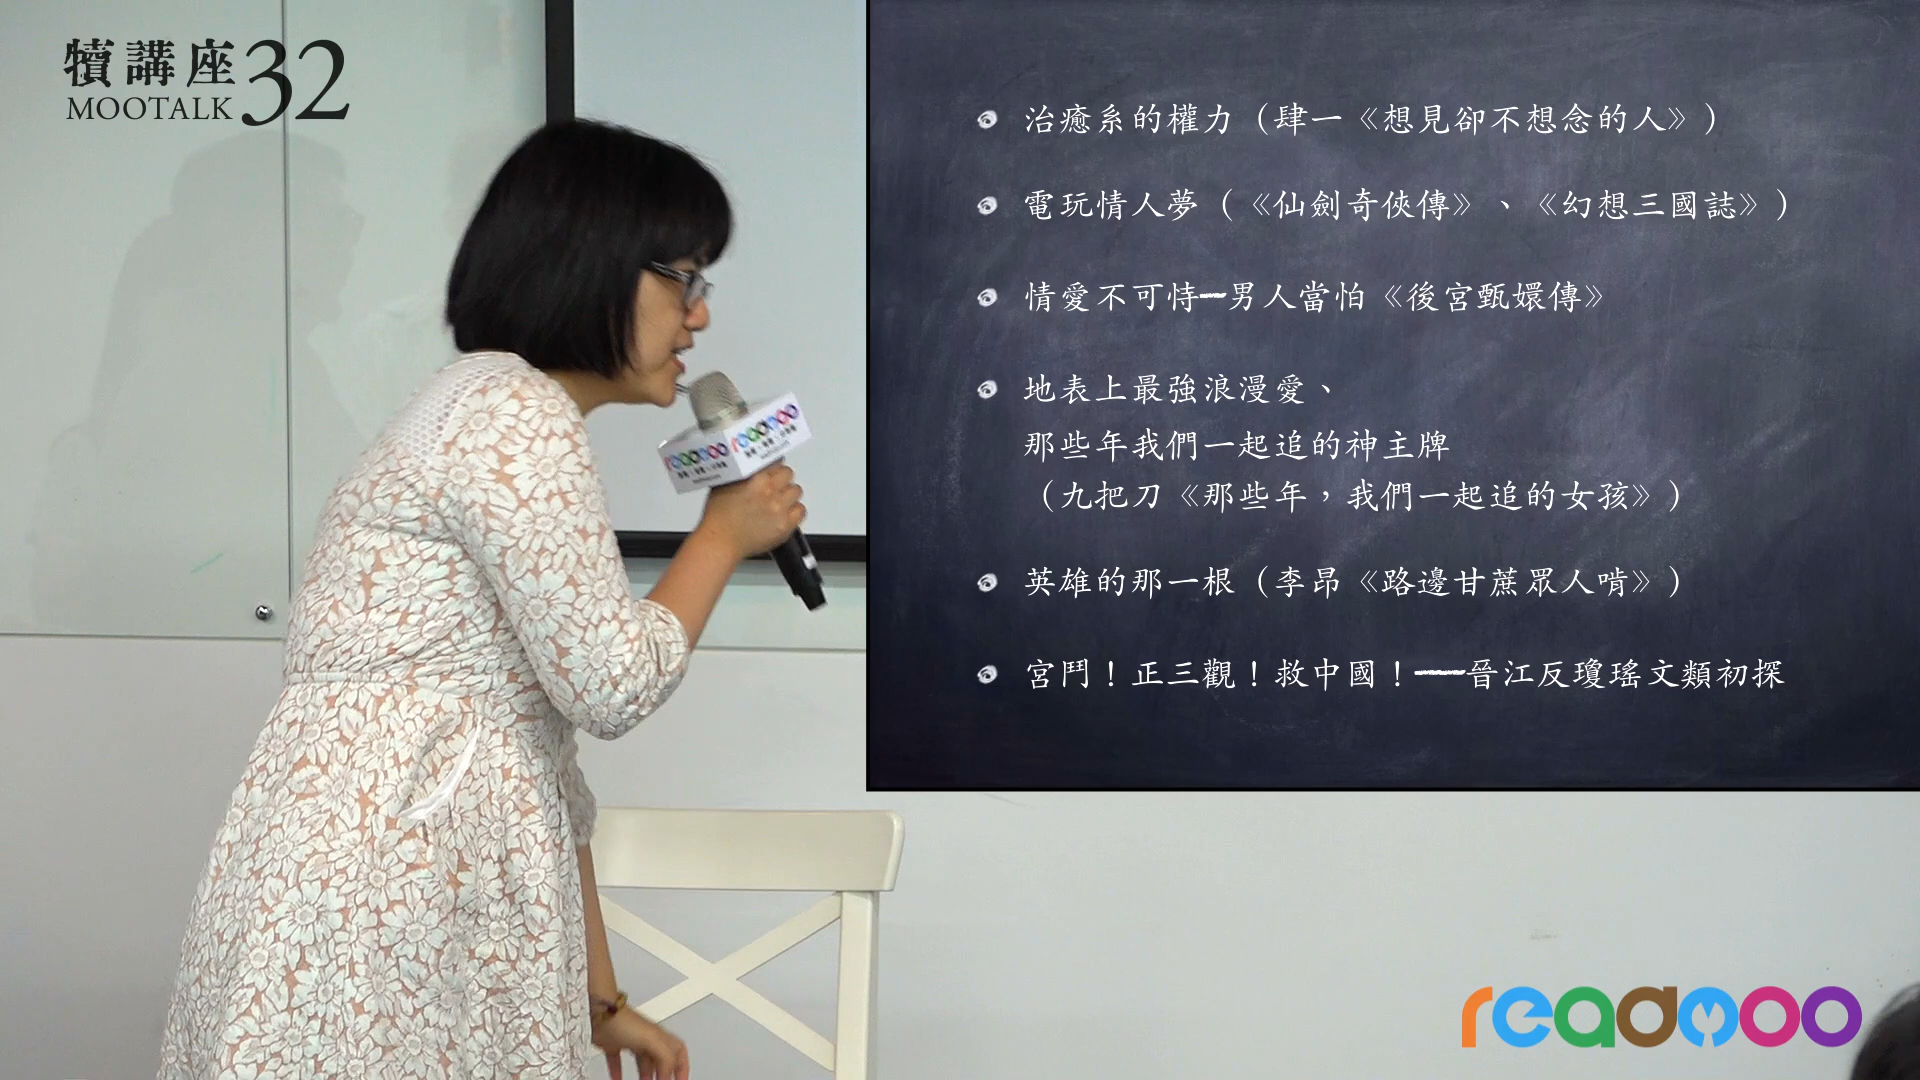 犢講座32
MOOTALK
治癒系的權力（肆一《想見卻不想念的人》）
電玩情人夢（《仙劍奇俠傳》、《幻想三國誌》）
情愛不可恃—男人當怕《後宮甄嬛傳》
地表上最強浪漫愛、
那些年我們一起追的神主牌
（九把刀《那些年，我們一起追的女孩》）
英雄的那一根（李昂《路邊甘蔗眾人啃》）
宮鬥！正三觀！救中國！——晉江反瓊瑤文類初探
readmoo
readmoo
readmoo